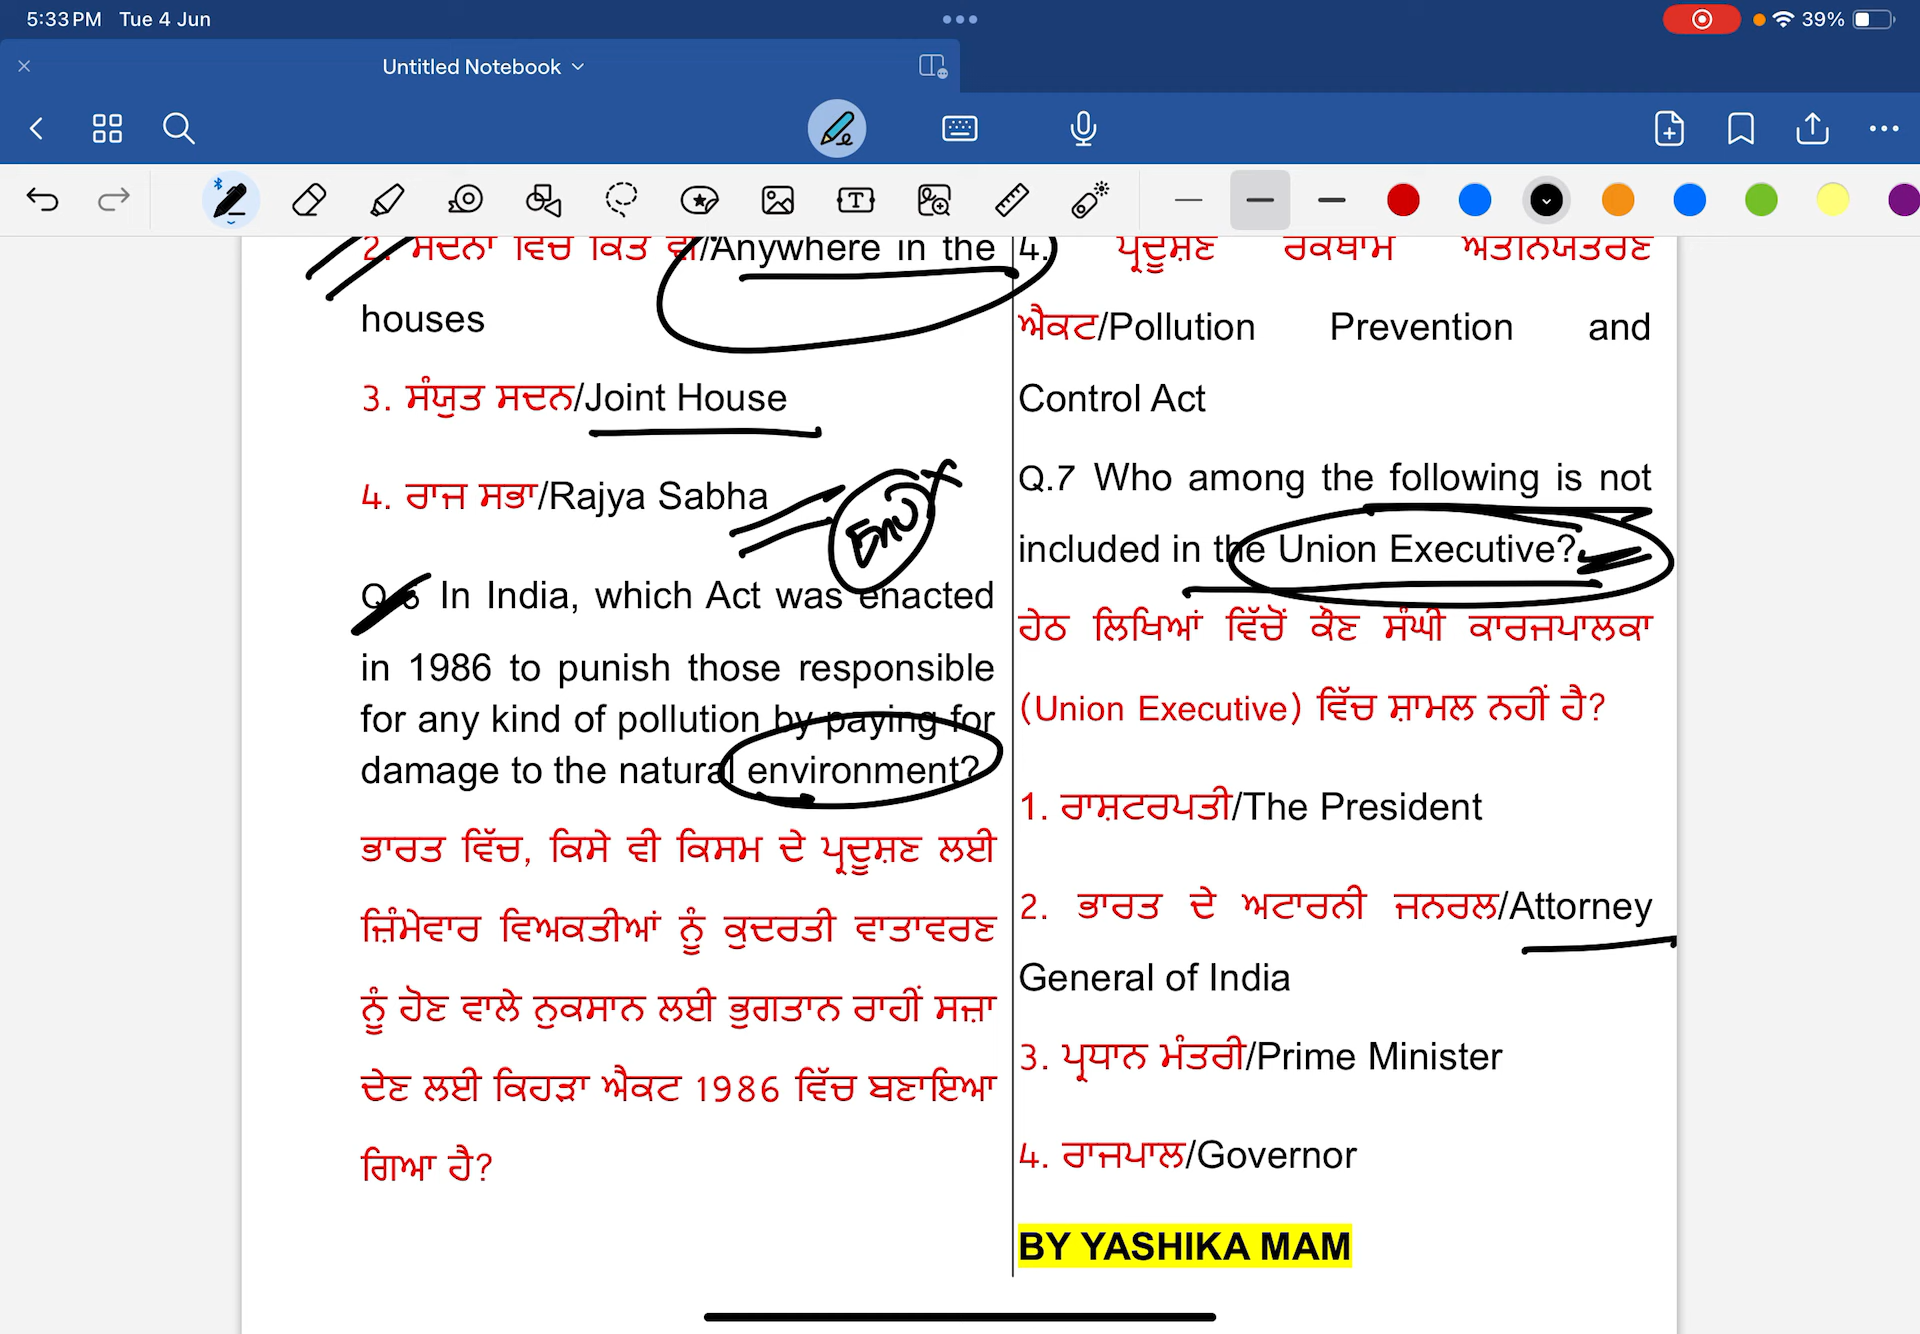 5:33 PM Tue 4 Jun
39%
Untitled Notebook
2. ਸਦਨਾਂ ਵਿੱਚ ਕਿਤੇ ਵੀ/Anywhere in the
houses
3. ਸੰਯੁਤ ਸਦਨ/Joint House
4. ਰਾਜ ਸਭਾ/Rajya Sabha
Env
Q.6 In India, which Act was enacted
in 1986 to punish those responsible
for any kind of pollution by paying for
damage to the natural environment?
ਭਾਰਤ ਵਿੱਚ, ਕਿਸੇ ਵੀ ਕਿਸਮ ਦੇ ਪ੍ਰਦੂਸ਼ਣ ਲਈ
ਜ਼ਿੰਮੇਵਾਰ ਵਿਅਕਤੀਆਂ ਨੂੰ ਕੁਦਰਤੀ ਵਾਤਾਵਰਣ
ਨੂੰ ਹੋਣ ਵਾਲੇ ਨੁਕਸਾਨ ਲਈ ਭੁਗਤਾਨ ਰਾਹੀਂ ਸਜ਼ਾ
ਦੇਣ ਲਈ ਕਿਹੜਾ ਐਕਟ 1986 ਵਿੱਚ ਬਣਾਇਆ
ਗਿਆ ਹੈ?
4. ਪ੍ਰਦੂਸ਼ਣ ਰੋਕਥਾਮ ਅਤੇ ਨਿਯੰਤਰਣ
ਐਕਟ/Pollution Prevention and
Control Act
Q.7 Who among the following is not
included in the Union Executive?
ਹੇਠ ਲਿਖਿਆਂ ਵਿੱਚੋਂ ਕੌਣ ਸੰਘੀ ਕਾਰਜਪਾਲਕਾ
(Union Executive) ਵਿੱਚ ਸ਼ਾਮਲ ਨਹੀਂ ਹੈ?
1. ਰਾਸ਼ਟਰਪਤੀ/The President
2. ਭਾਰਤ ਦੇ ਅਟਾਰਨੀ ਜਨਰਲ/Attorney
General of India
3. ਪ੍ਰਧਾਨ ਮੰਤਰੀ/Prime Minister
4. ਰਾਜਪਾਲ/Governor
BY YASHIKA MAM